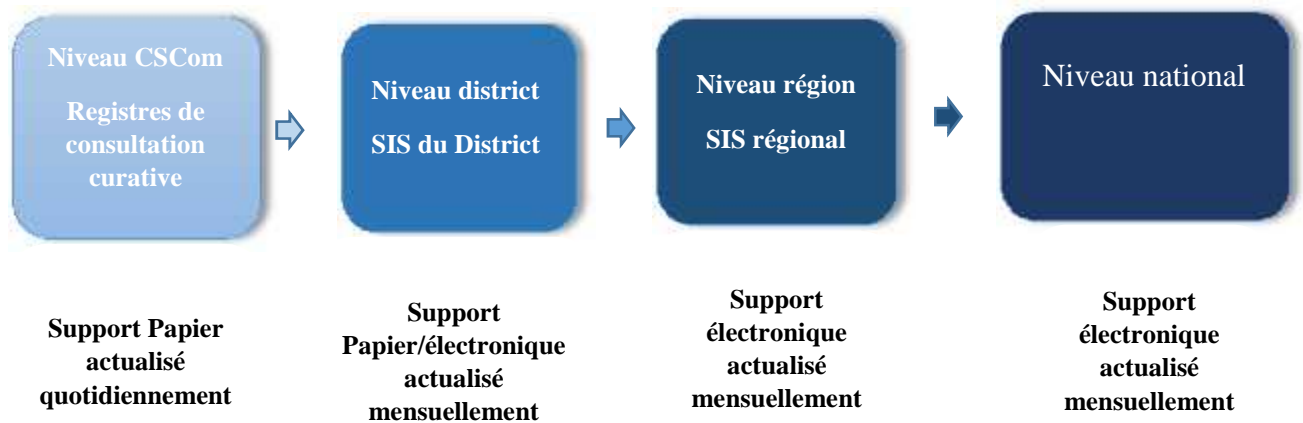 Niveau CSCom
Registres de
consultation
curative
Niveau district
SIS du District
Niveau région
SIS régional
Niveau national
Support Papier
actualisé
quotidiennement
Support
Papier/électronique
actualisé
mensuellement
Support
électronique
actualisé
mensuellement
Support
électronique
actualisé
mensuellement